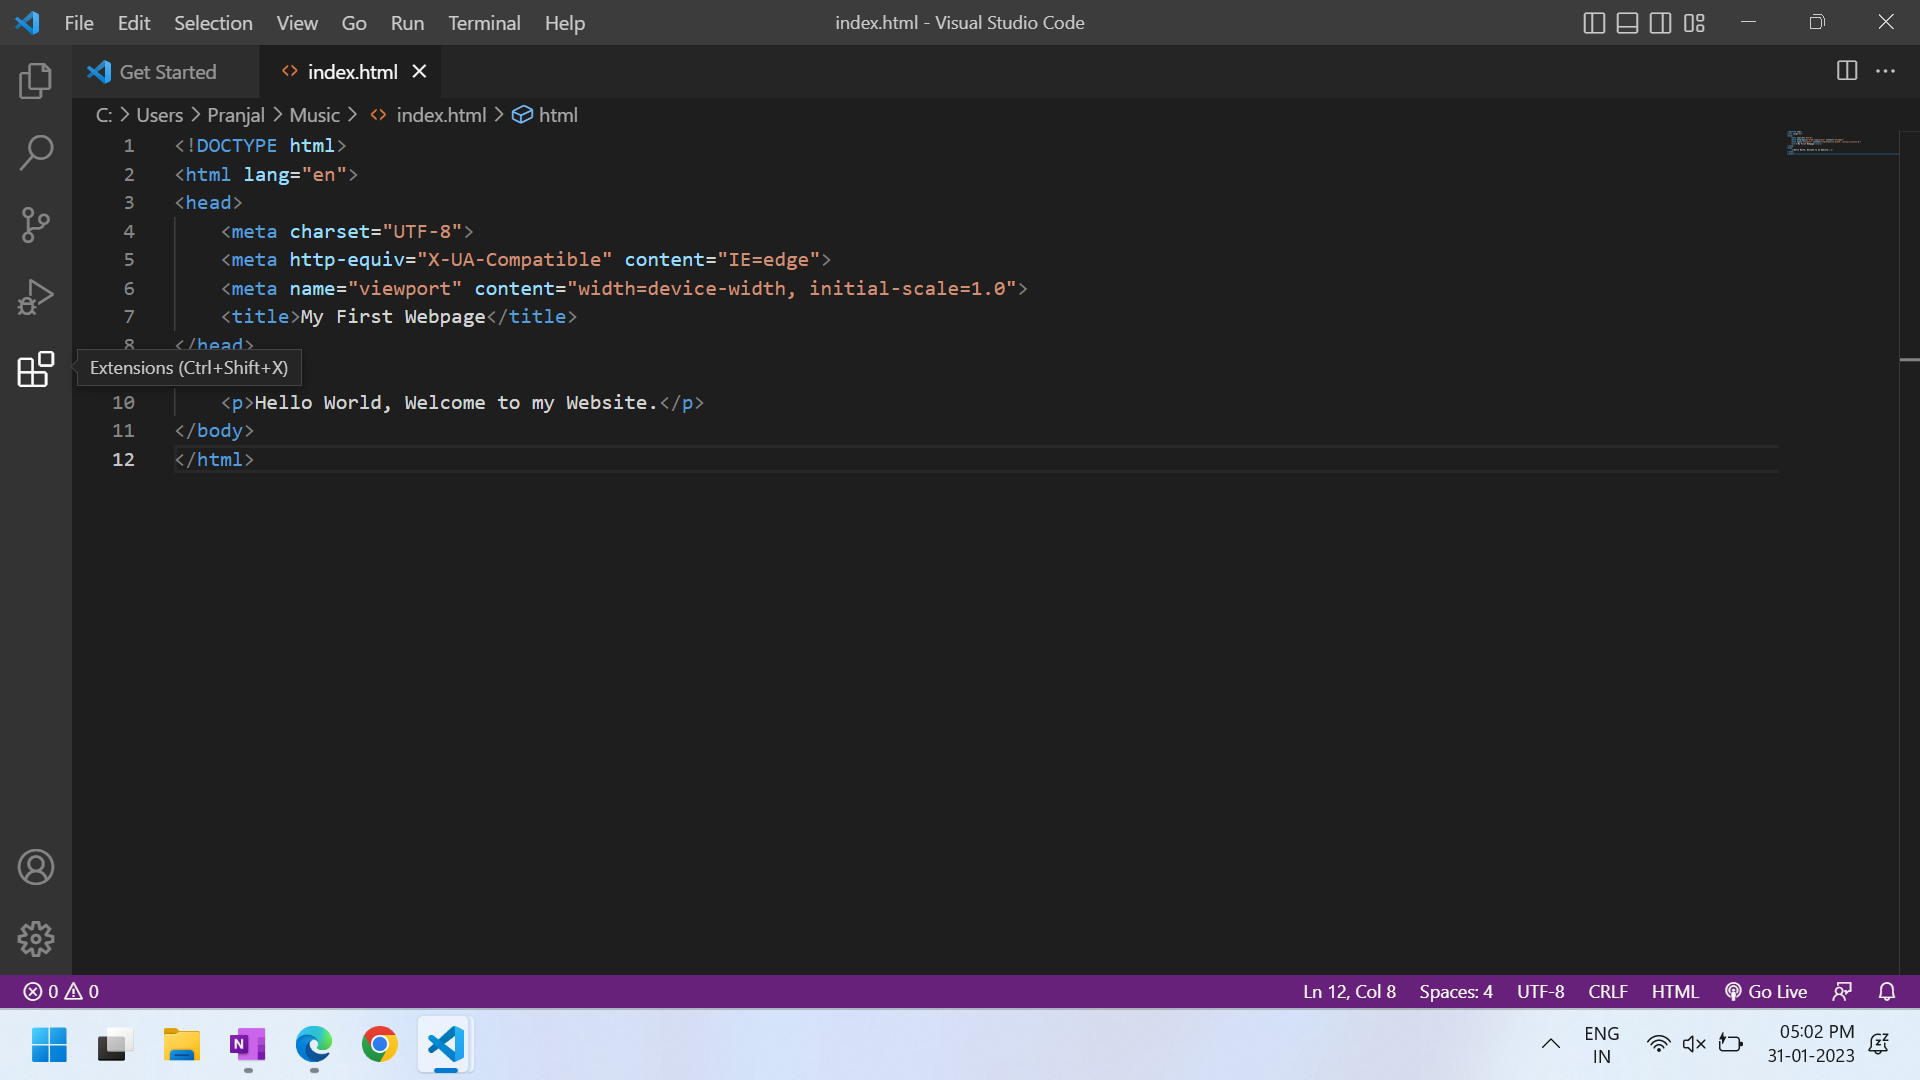 File Edit Selection View Go Run Terminal Help index.html - Visual Studio Code
Get Started index.html
C: > Users > Pranjal > Music > index.html > html
1 <!DOCTYPE html>
2 <html lang="en">
3 <head>
4 <meta charset="UTF-8">
5 <meta http-equiv="X-UA-Compatible" content="IE=edge">
6 <meta name="viewport" content="width=device-width, initial-scale=1.0">
7 <title>My First Webpage</title>
8 </head>
Extensions (Ctrl+Shift+X)
10 <p>Hello World, Welcome to my Website.</p>
11 </body>
12 </html>
0 0 Ln 12, Col 8 Spaces: 4 UTF-8 CRLF HTML Go Live
N ENG 05:02 PM
IN 31-01-2023